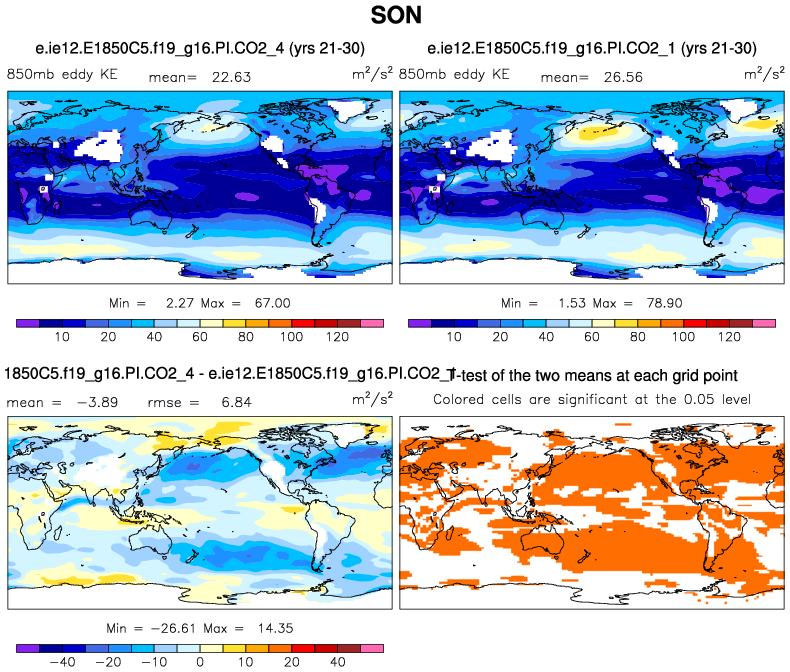 SON
e.ie12.E1850C5.f19_g16.PI.CO2_4 (yrs 21-30)
850mb eddy KE mean= 22.63 m²/s²
Min = 2.27 Max = 67.00
10 20 40 60 80 100 120
e.ie12.E1850C5.f19_g16.PI.CO2_1 (yrs 21-30)
850mb eddy KE mean= 26.56 m²/s²
Min = 1.53 Max = 78.90
10 20 40 60 80 100 120
1850C5.f19_g16.PI.CO2_4 - e.ie12.E1850C5.f19_g16.PI.CO2_1
mean = −3.89 rmse = 6.84 m²/s²
Min = −26.61 Max = 14.35
−40 −20 −10 0 10 20 40
T-test of the two means at each grid point
Colored cells are significant at the 0.05 level